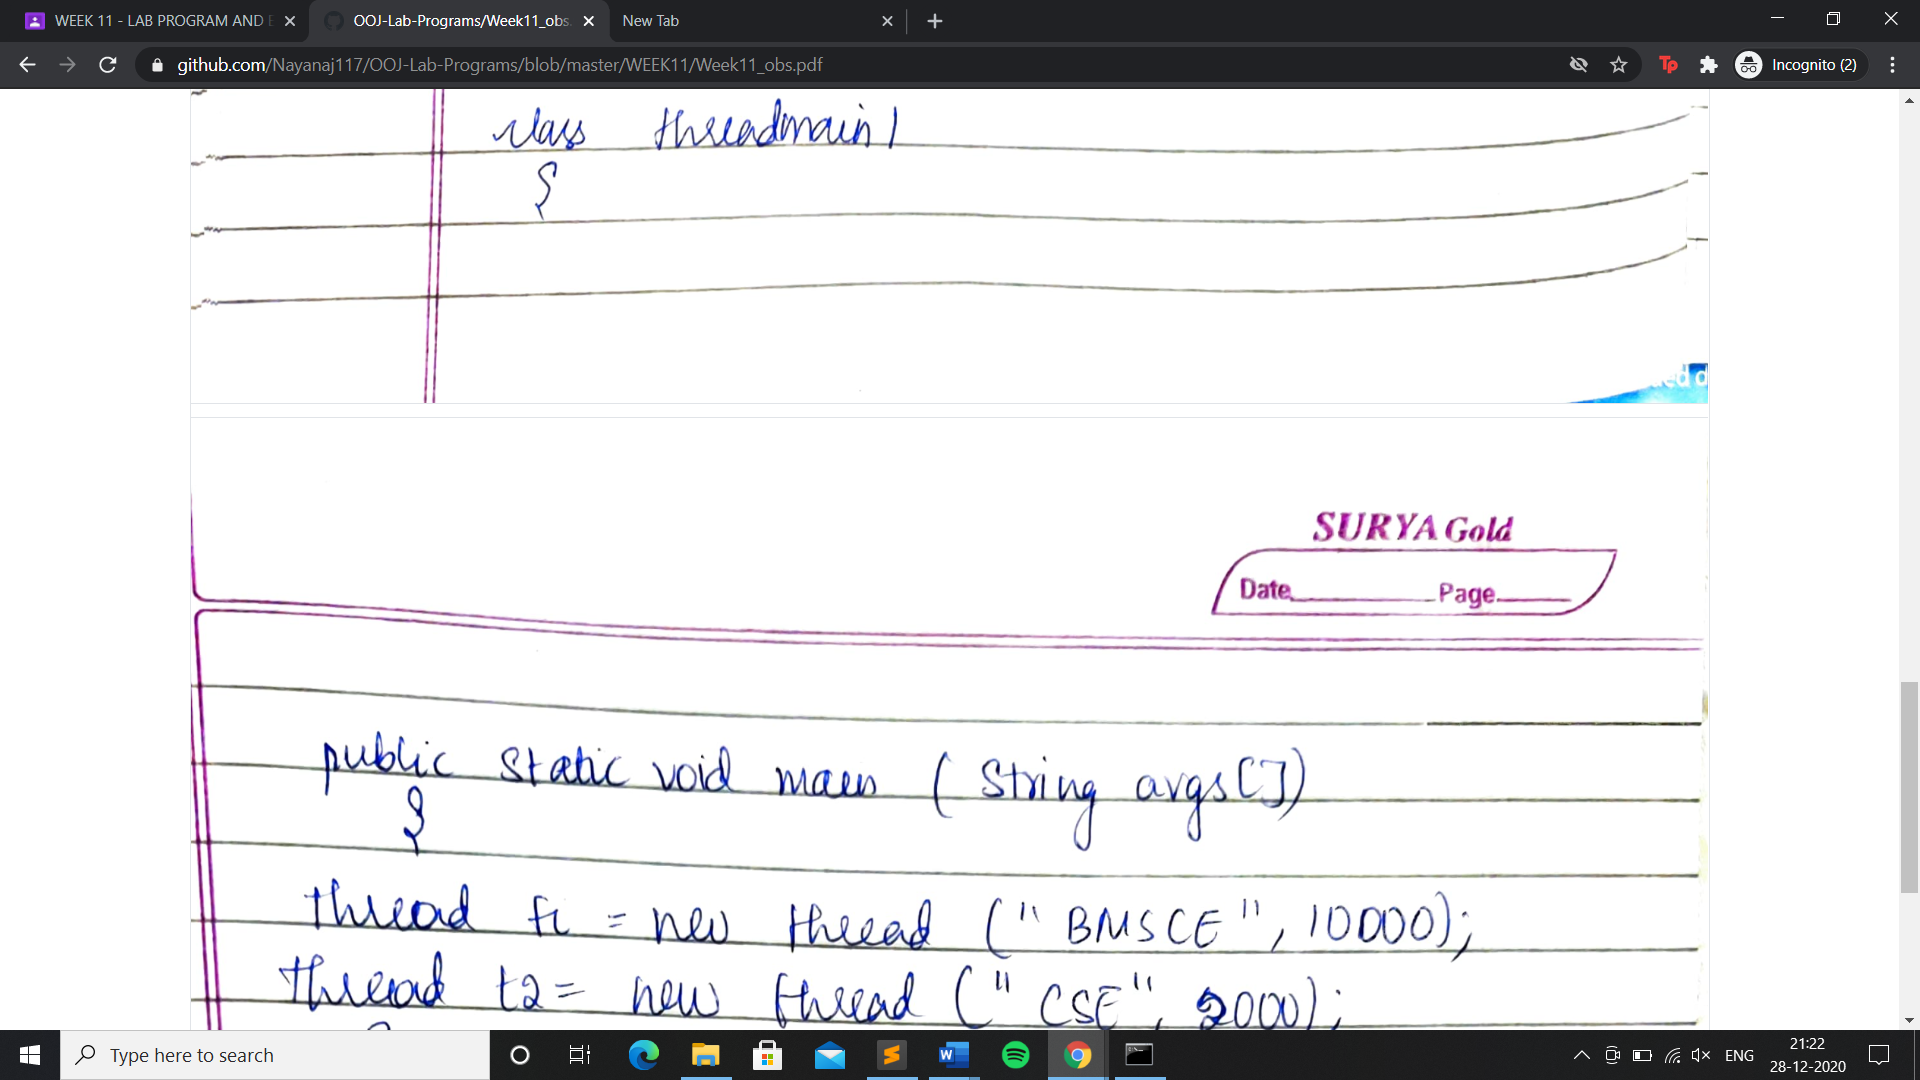 WEEK 11 - LAB PROGRAM AND E
OOJ-Lab-Programs/Week11_obs.
New Tab
github.com/Nayanaj117/OOJ-Lab-Programs/blob/master/WEEK11/Week11_obs.pdf
Tp
Incognito (2)
class threadmain1
{
SURYA Gold
Date Page
public static void main ( String args[])
{
thread t1 = new thread ("BMSCE", 10000);
thread t2 = new thread ("CSE", 2000);
Type here to search
ENG
21:22
28-12-2020